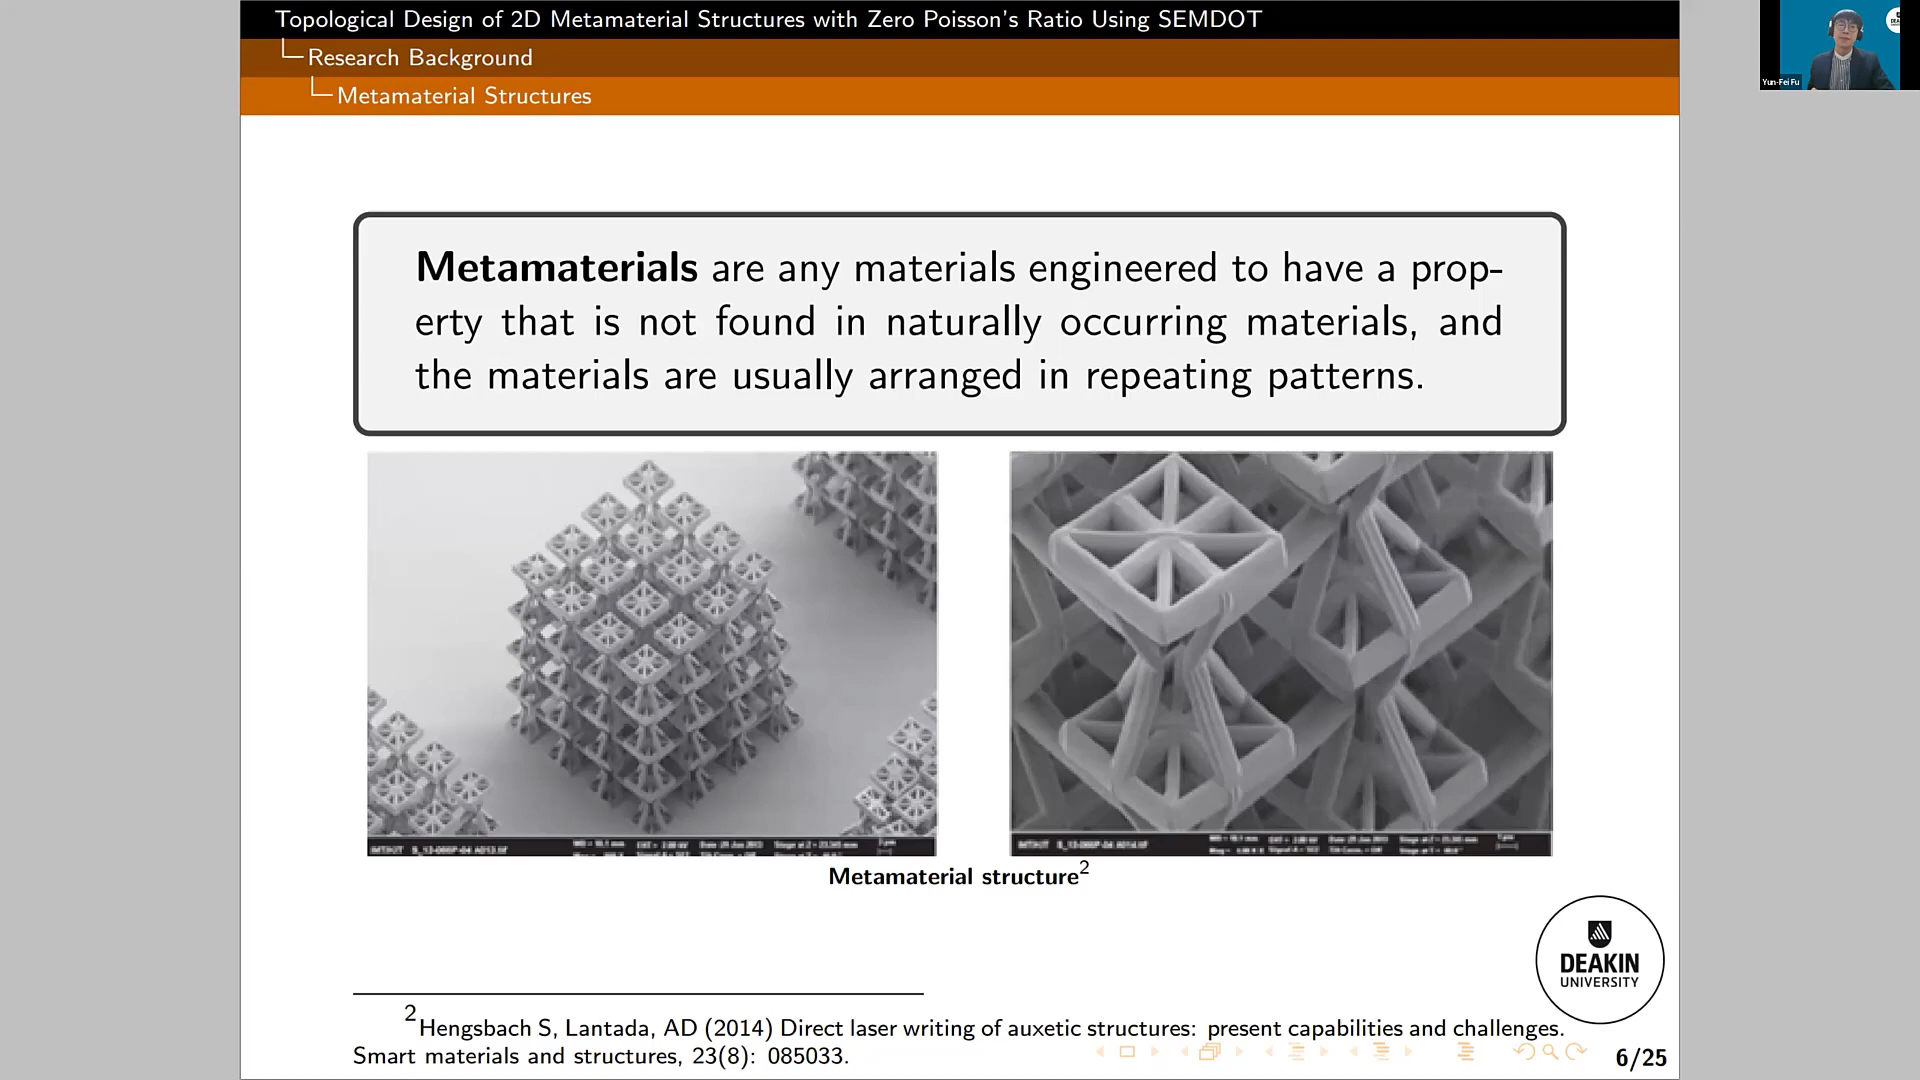 Topological Design of 2D Metamaterial Structures with Zero Poisson's Ratio Using SEMDOT
Research Background
Metamaterial Structures
Yun-Fei Fu
Metamaterials are any materials engineered to have a prop-
erty that is not found in naturally occurring materials, and
the materials are usually arranged in repeating patterns.
Metamaterial structure2
DEAKIN
UNIVERSITY
2Hengsbach S, Lantada, AD (2014) Direct laser writing of auxetic structures: present capabilities and challenges.
Smart materials and structures, 23(8): 085033.
6/25